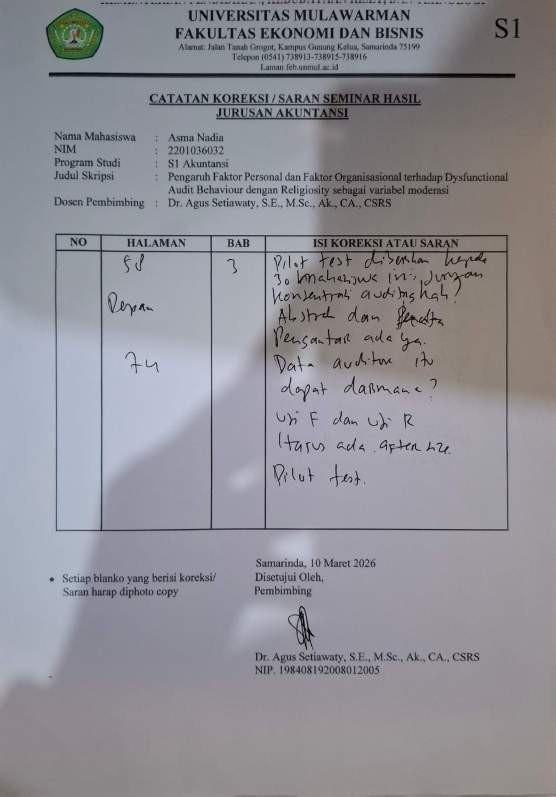 UNIVERSITAS MULAWARMAN
FAKULTAS EKONOMI DAN BISNIS
S1
Alamat: Jalan Tanah Grogot, Kampus Gunung Kelua, Samarinda 75199
Telepon (0541) 738913-738915-738916
Laman feb.unmul.ac.id
CATATAN KOREKSI / SARAN SEMINAR HASIL
JURUSAN AKUNTANSI
Nama Mahasiswa : Asma Nadia
NIM : 2201036032
Program Studi : S1 Akuntansi
Judul Skripsi : Pengaruh Faktor Personal dan Faktor Organisasional terhadap Dysfunctional
Audit Behaviour dengan Religiosity sebagai variabel moderasi
Dosen Pembimbing : Dr. Agus Setiawaty, S.E., M.Sc., Ak., CA., CSRS
NO HALAMAN BAB ISI KOREKSI ATAU SARAN
58 3 Pilot test diberikan kepada
30 mahasiswa ini, dengan
konsentrasi auditing kah?
Depan Abstrak dan
Pengantar ada ya.
74 Data auditor itu
dapat darimana?
Uji F dan Uji R
Harus ada
Pilot test.
Samarinda, 10 Maret 2026
• Setiap blanko yang berisi koreksi/ Disetujui Oleh,
Saran harap diphoto copy Pembimbing
Dr. Agus Setiawaty, S.E., M.Sc., Ak., CA., CSRS
NIP. 198408192008012005